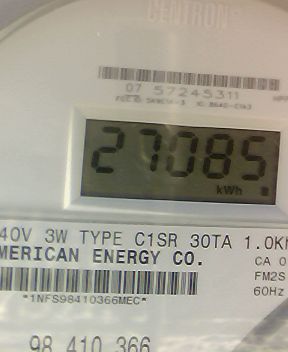 CENTRON
07 57245311
27085
kWh
40V 3W TYPE C1SR 30TA 1.0K
MERICAN ENERGY CO.
CA 0
FM2S
*1NFS98410366MEC*
60Hz
98 410 366